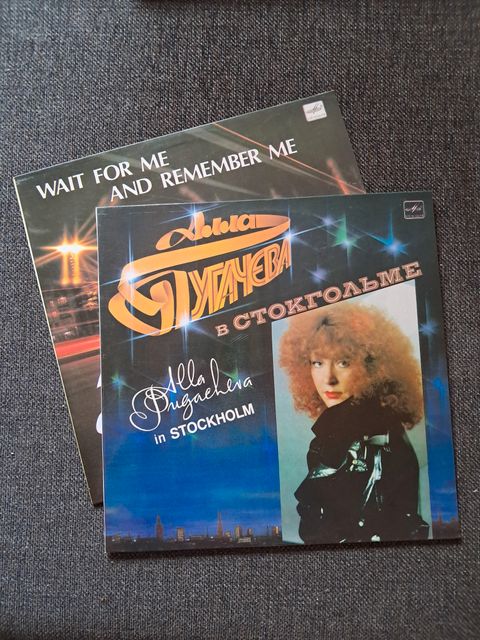 WAIT FOR ME
AND REMEMBER ME
Алла
ПУГАЧЕВА
В СТОКГОЛЬМЕ
Alla
Pugacheva
in STOCKHOLM